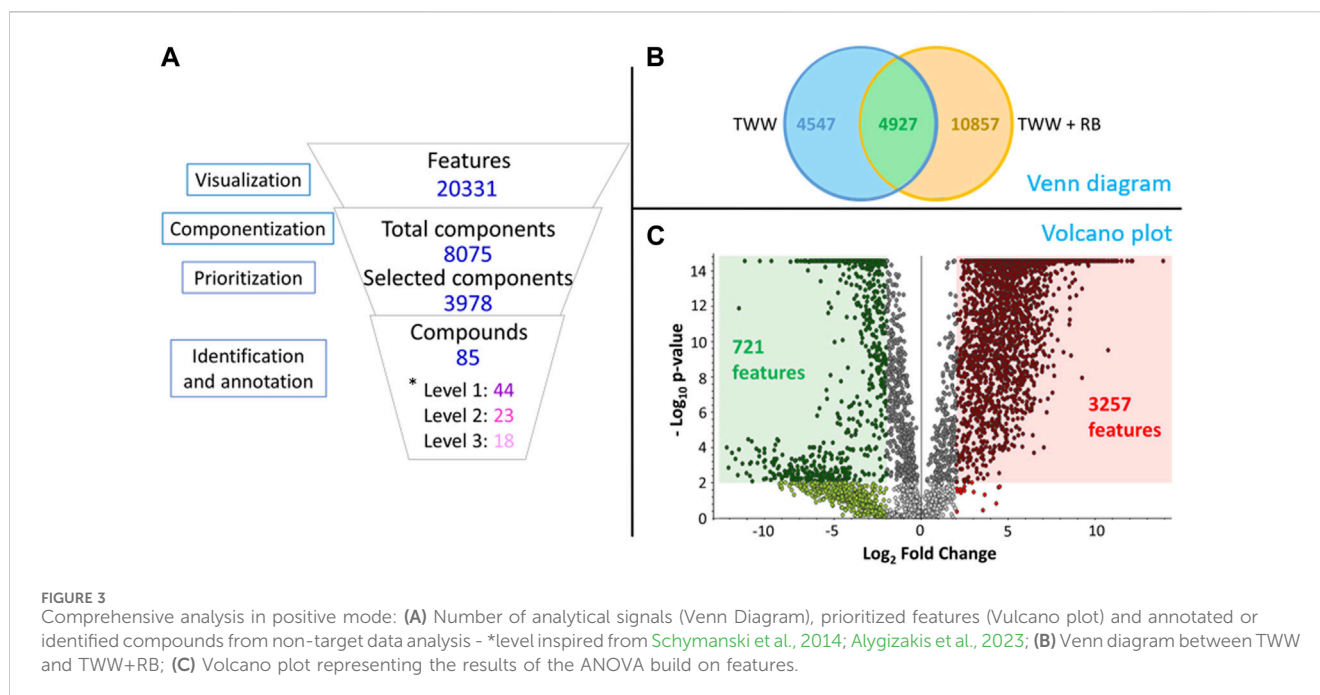 A
Visualization
Componentization
Prioritization
Identification
and annotation
Features
20331
Total components
8075
Selected components
3978
Compounds
85
* Level 1: 44
Level 2: 23
Level 3: 18
B
TWW
4547
4927
10857
TWW + RB
Venn diagram
C
Volcano plot
14
12
10
8
6
4
2
0
- Log10 p-value
721
features
3257
features
-10
-5
0
5
10
Log2 Fold Change
FIGURE 3
Comprehensive analysis in positive mode: (A) Number of analytical signals (Venn Diagram), prioritized features (Vulcano plot) and annotated or
identified compounds from non-target data analysis - *level inspired from Schymanski et al., 2014; Alygizakis et al., 2023; (B) Venn diagram between TWW
and TWW+RB; (C) Volcano plot representing the results of the ANOVA build on features.